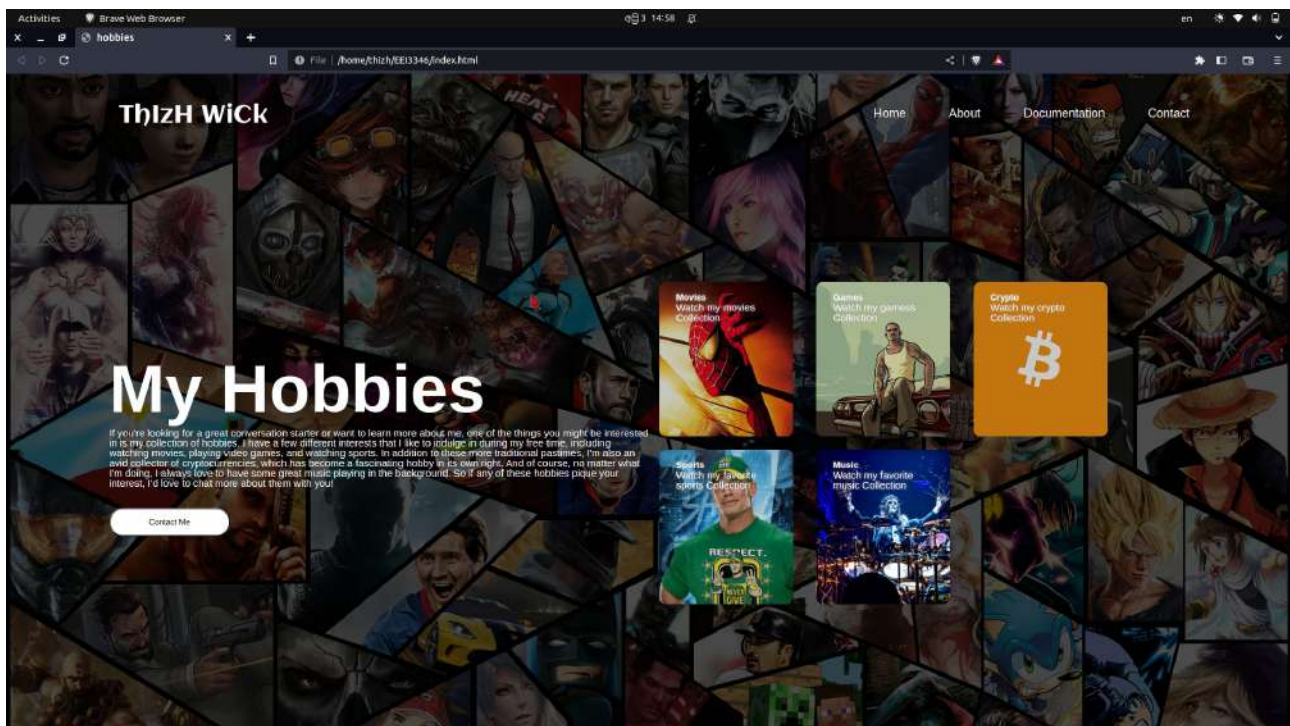 Activities
Brave Web Browser
3 14:58
en
hobbies
File
/home/thizh/EEI3346/index.html
ThIzH WiCk
Home
About
Documentation
Contact
HEAT
Movies
Watch my movies
Collection
Games
Watch my gamess
Collection
Crypto
Watch my crypto
Collection
My Hobbies
If you're looking for a great conversation starter or want to learn more about me, one of the things you might be interested
in is my collection of hobbies. I have a few different interests that I like to indulge in during my free time, including
watching movies, playing video games, and watching sports. In addition to these more traditional pastimes, I'm also an
avid collector of cryptocurrencies, which has become a fascinating hobby in its own right. And of course, no matter what
I'm doing, I always love to have some great music playing in the background. So if any of these hobbies pique your
interest, I'd love to chat more about them with you!
Contact Me
Sports
Watch my favorite
sports Collection
Music
Watch my favorite
music Collection
RESPECT.
NEVER
GIVE